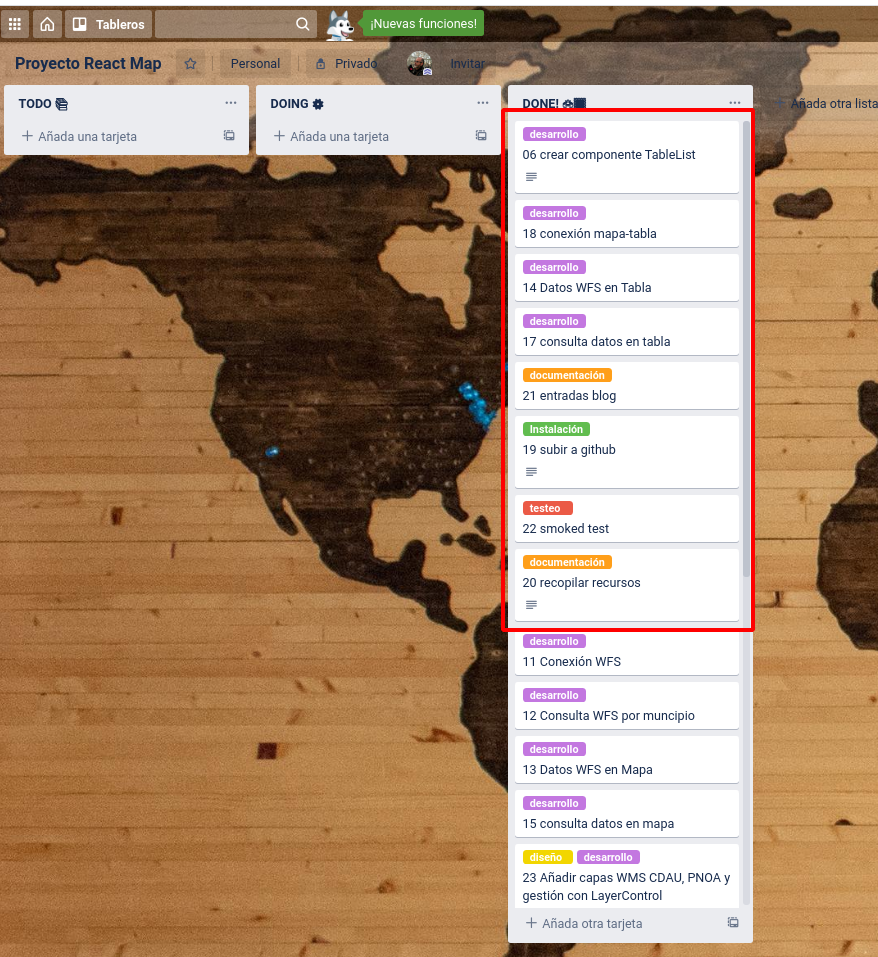 Tableros
¡Nuevas funciones!
Proyecto React Map
Personal
Privado
Invitar
TODO
Añada una tarjeta
DOING
Añada una tarjeta
DONE!
desarrollo
06 crear componente TableList
desarrollo
18 conexión mapa-tabla
desarrollo
14 Datos WFS en Tabla
desarrollo
17 consulta datos en tabla
documentación
21 entradas blog
Instalación
19 subir a github
testeo
22 smoked test
documentación
20 recopilar recursos
desarrollo
11 Conexión WFS
desarrollo
12 Consulta WFS por muncipio
desarrollo
13 Datos WFS en Mapa
desarrollo
15 consulta datos en mapa
diseño desarrollo
23 Añadir capas WMS CDAU, PNOA y
gestión con LayerControl
Añada otra tarjeta
Añada otra lista